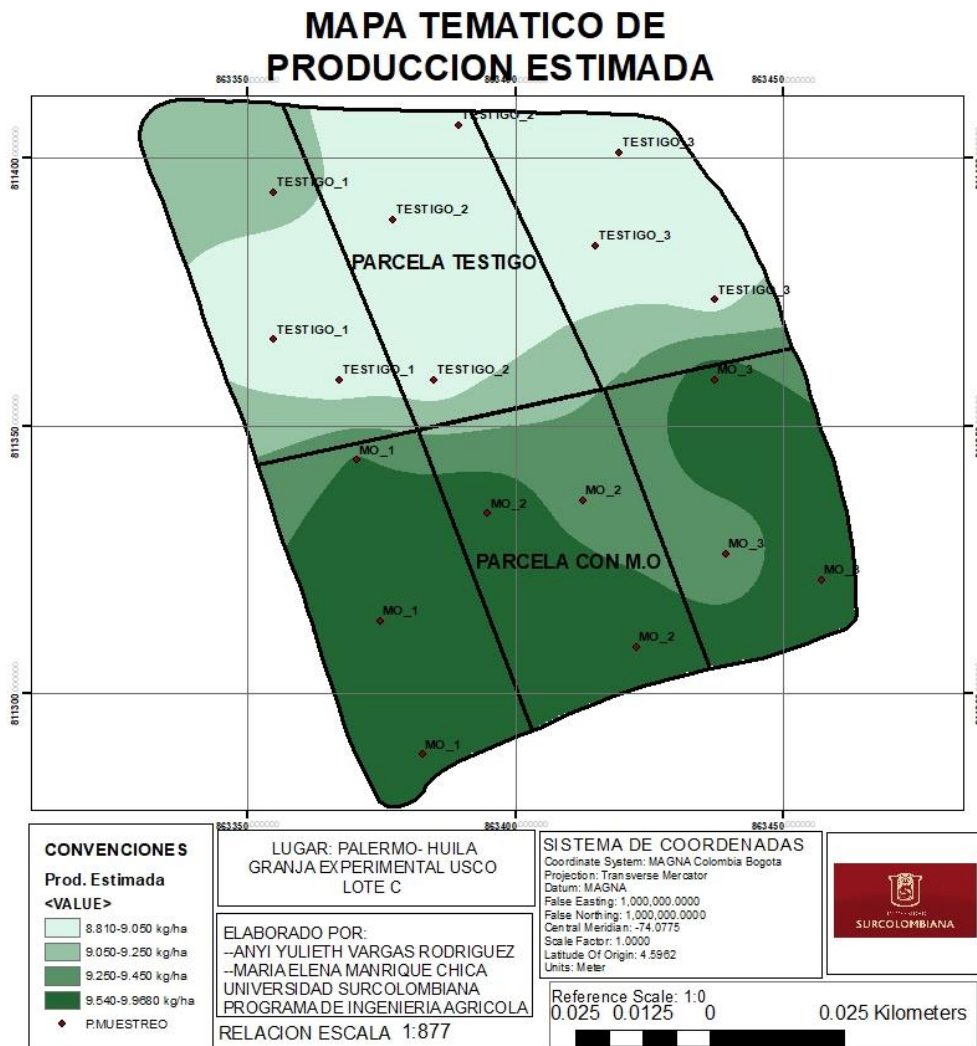 MAPA TEMATICO DE
PRODUCCION ESTIMADA
863350
863400
863450
811400
TESTIGO_2
TESTIGO_3
TESTIGO_1
TESTIGO_2
TESTIGO_3
PARCELA TESTIGO
TESTIGO_3
TESTIGO_1
TESTIGO_1
TESTIGO_2
MO_3
811350
MO_1
MO_2
MO_2
MO_3
PARCELA CON M.O
MO_3
MO_1
MO_2
811300
MO_1
863350
863400
863450
CONVENCIONES
Prod. Estimada
<VALUE>
8.810-9.050 kg/ha
9.050-9.250 kg/ha
9.250-9.450 kg/ha
9.540-9.9680 kg/ha
P.MUESTREO
LUGAR: PALERMO- HUILA
GRANJA EXPERIMENTAL USCO
LOTE C
ELABORADO POR:
--ANYI YULIETH VARGAS RODRIGUEZ
--MARIA ELENA MANRIQUE CHICA
UNIVERSIDAD SURCOLOMBIANA
PROGRAMA DE INGENIERIA AGRICOLA
RELACION ESCALA 1:877
SISTEMA DE COORDENADAS
Coordinate System: MAGNA Colombia Bogota
Projection: Transverse Mercator
Datum: MAGNA
False Easting: 1,000,000.0000
False Northing: 1,000,000.0000
Central Meridian: -74.0775
Scale Factor: 1.0000
Latitude Of Origin: 4.5962
Units: Meter
SURCOLOMBIANA
Reference Scale: 1:0
0.025 0.0125 0 0.025 Kilometers